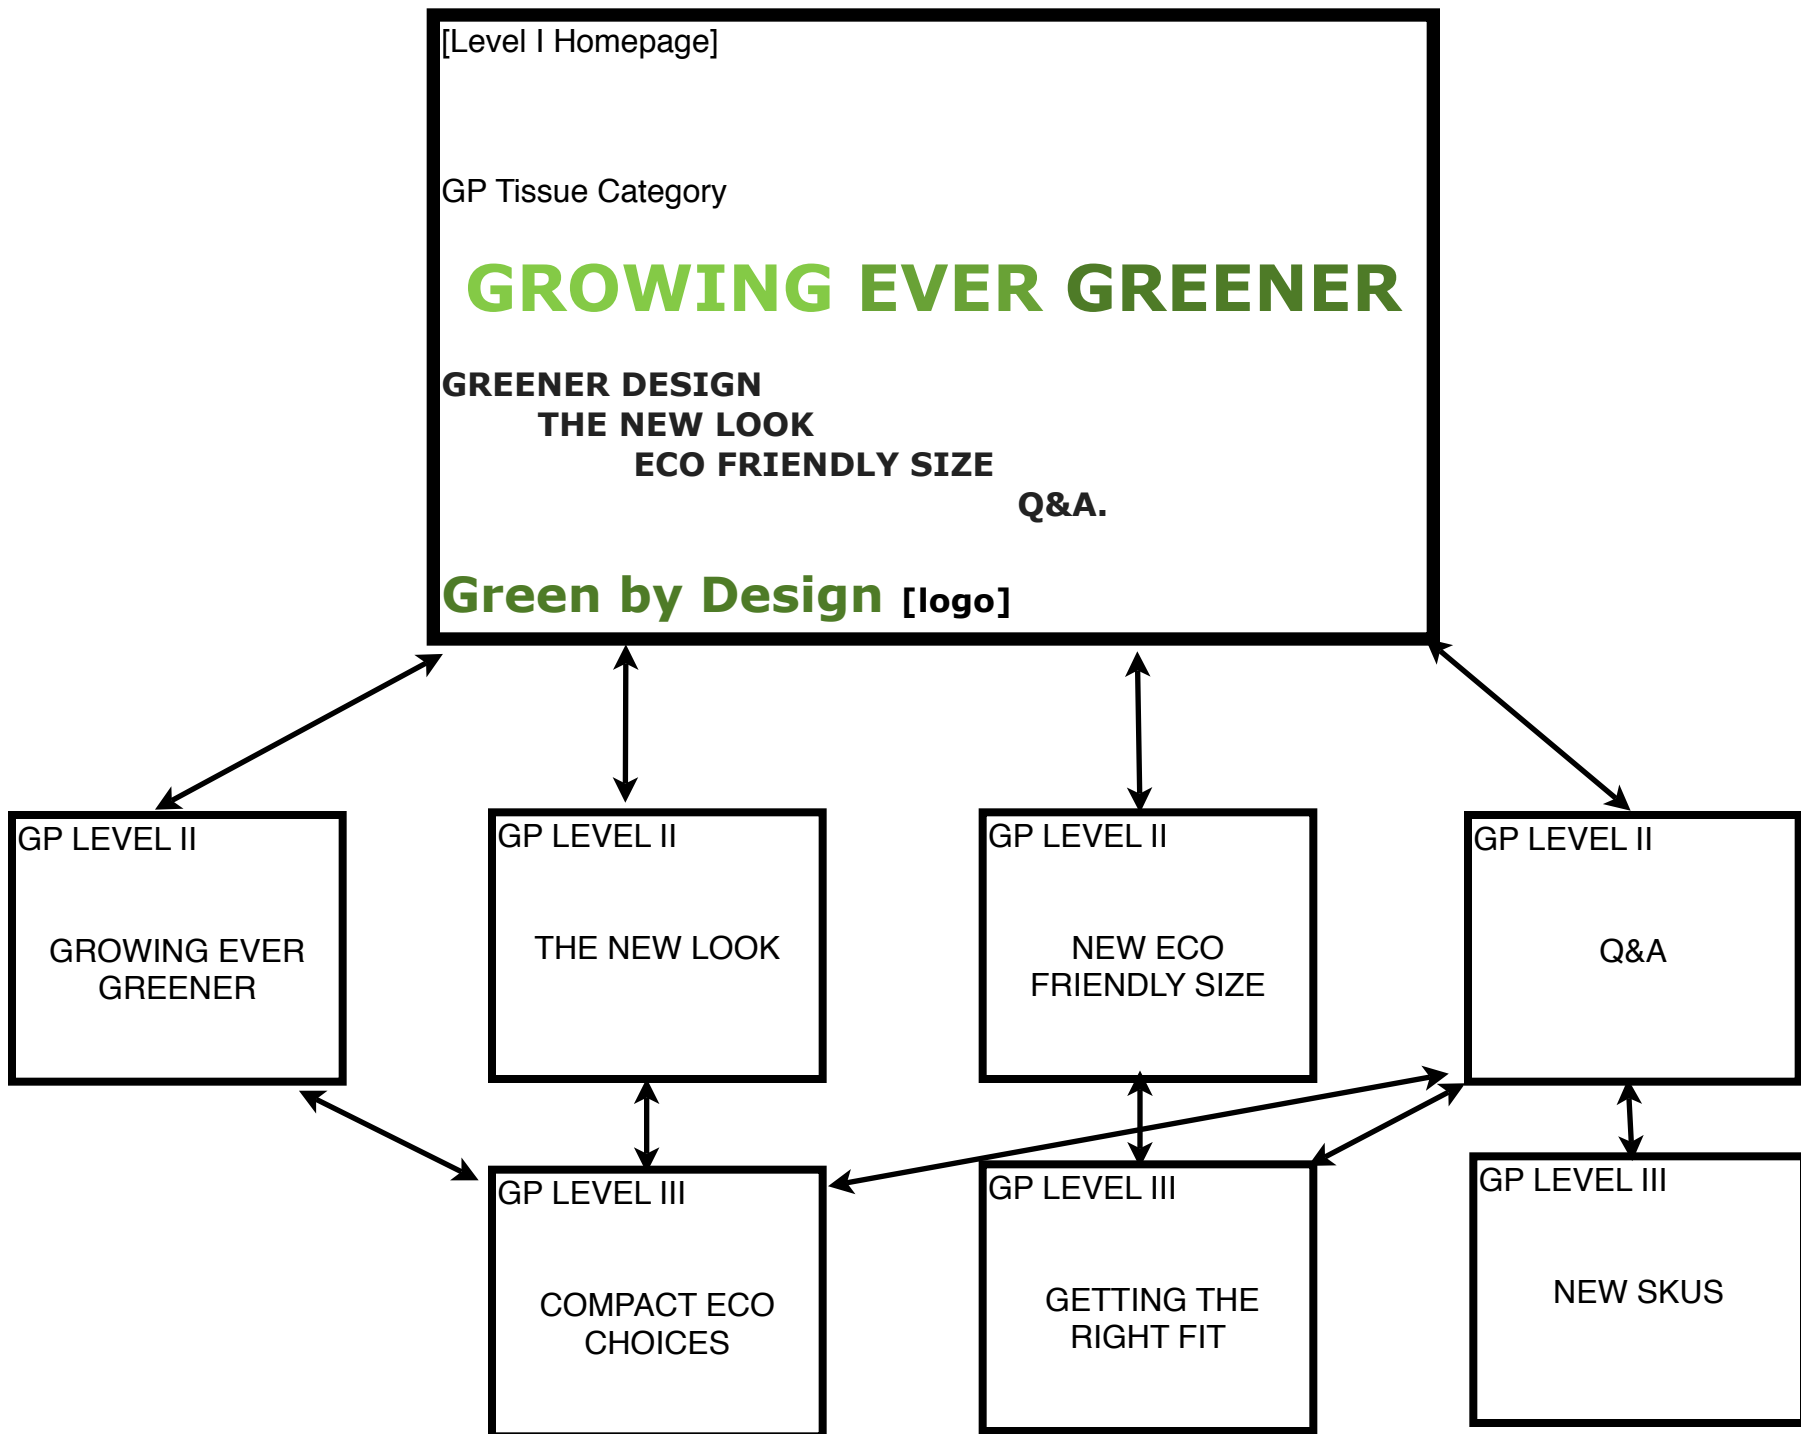 [Level I Homepage]
GP Tissue Category
GROWING EVER GREENER
GREENER DESIGN
THE NEW LOOK
ECO FRIENDLY SIZE
Q&A.
Green by Design [logo]
GP LEVEL II
GROWING EVER
GREENER
GP LEVEL II
THE NEW LOOK
GP LEVEL II
NEW ECO
FRIENDLY SIZE
GP LEVEL II
Q&A
GP LEVEL III
COMPACT ECO
CHOICES
GP LEVEL III
GETTING THE
RIGHT FIT
GP LEVEL III
NEW SKUS